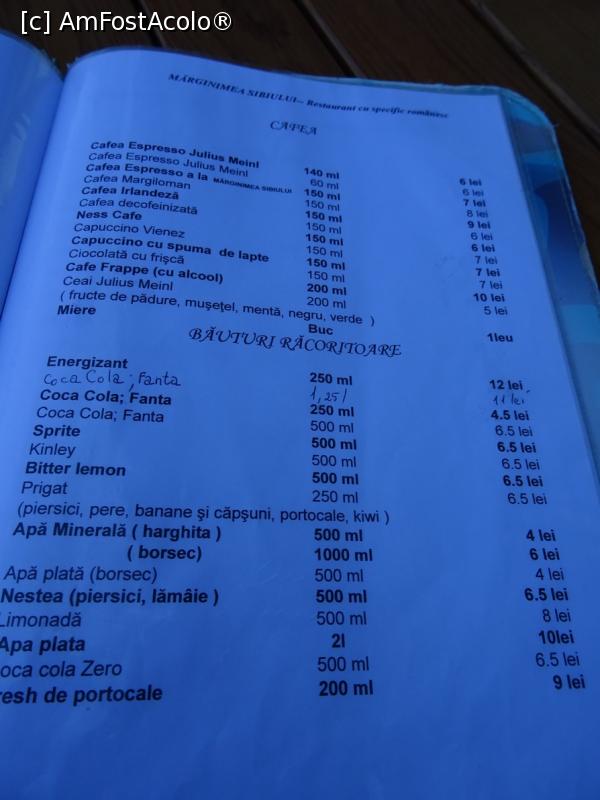 [c] AmFostAcolo®
MĂRGINIMEA SIBIULUI~ Restaurant cu specific românesc
CAFEA
Cafea Espresso Julius Meinl 140 ml 6 lei
Cafea Espresso Julius Meinl 60 ml 6 lei
Cafea Espresso a la MĂRGINIMEA SIBIULUI 150 ml 7 lei
Cafea Margiloman 150 ml 8 lei
Cafea Irlandeză 150 ml 9 lei
Cafea decofeinizată 150 ml 6 lei
Ness Cafe 150 ml 6 lei
Capuccino Vienez 150 ml 7 lei
Capuccino cu spuma de lapte 150 ml 7 lei
Ciocolată cu frişcă 150 ml 7 lei
Cafe Frappe (cu alcool) 200 ml 10 lei
Ceai Julius Meinl 200 ml 5 lei
( fructe de pădure, muşeţel, mentă, negru, verde )
Miere Buc 1leu
BĂUTURI RĂCORITOARE
Energizant 250 ml 12 lei
Coca Cola; Fanta 1,25l 11 lei
Coca Cola; Fanta 250 ml 4.5 lei
Coca Cola; Fanta 500 ml 6.5 lei
Sprite 500 ml 6.5 lei
Kinley 500 ml 6.5 lei
Bitter lemon 500 ml 6.5 lei
Prigat 250 ml 6.5 lei
(piersici, pere, banane şi căpşuni, portocale, kiwi )
Apă Minerală ( harghita ) 500 ml 4 lei
( borsec) 1000 ml 6 lei
Apă plată (borsec) 500 ml 4 lei
Nestea (piersici, lămâie ) 500 ml 6.5 lei
Limonadă 500 ml 8 lei
Apa plata 2l 10lei
oca cola Zero 500 ml 6.5 lei
resh de portocale 200 ml 9 lei